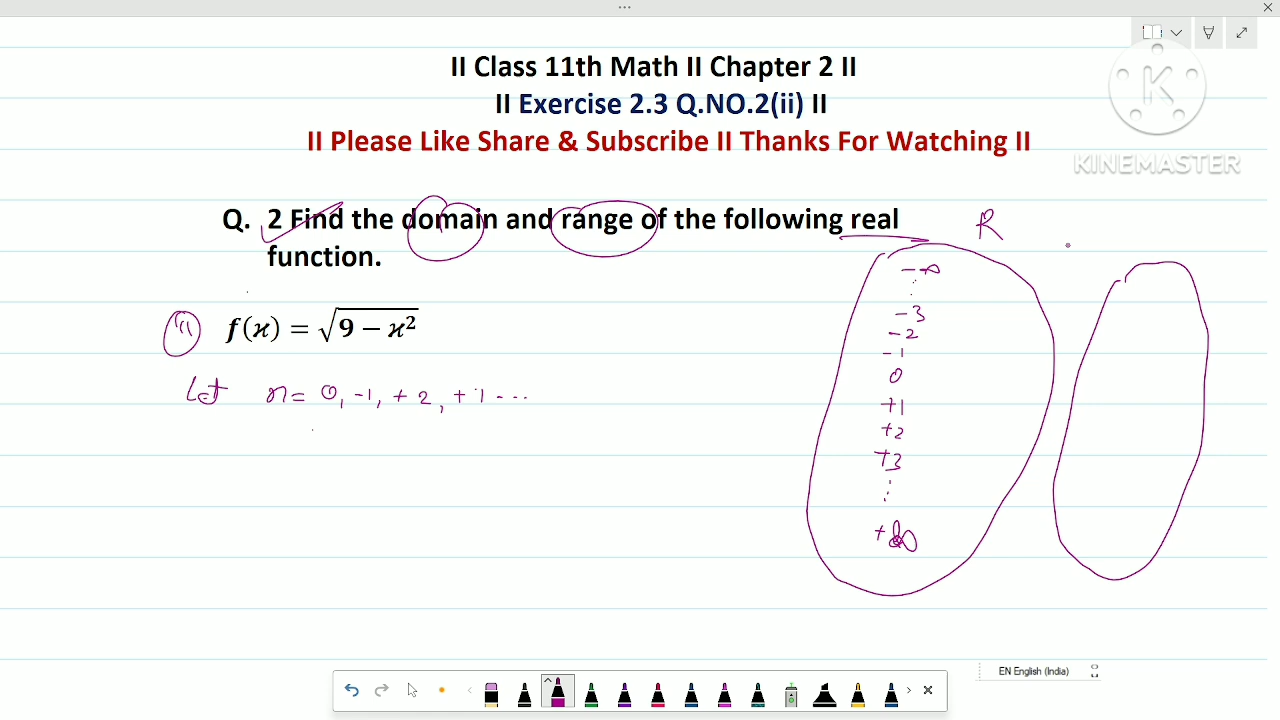 II Class 11th Math II Chapter 2 II
II Exercise 2.3 Q.NO.2(ii) II
II Please Like Share & Subscribe II Thanks For Watching II
KINEMASTER
Q. 2 Find the domain and range of the following real
function.
R
f(x) = √9 − x²
Let x = 0, -1, +2, +1 ...
-∞
-3
-2
-1
0
+1
+2
+3
+∞
EN English (India)